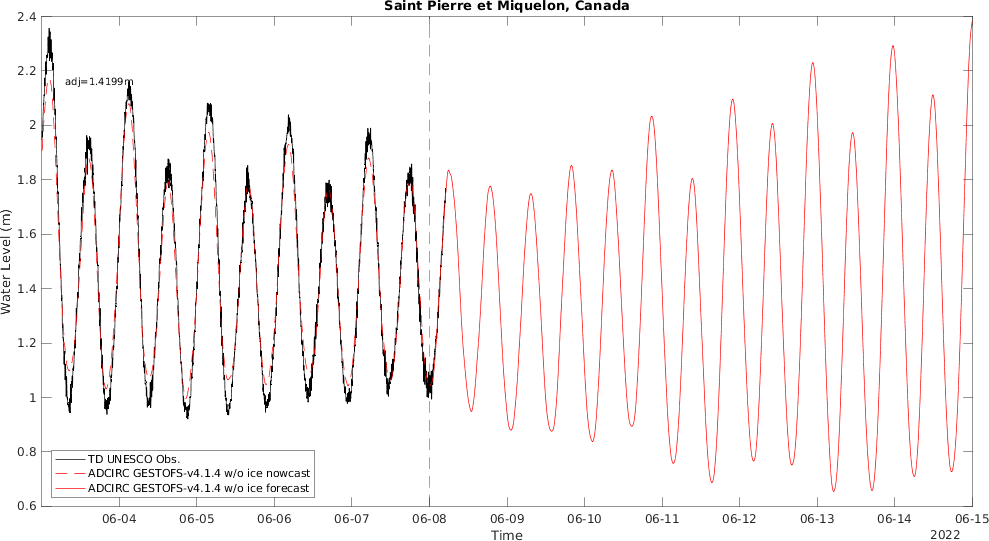 Saint Pierre et Miquelon, Canada
2.4
2.2
adj=1.4199m
2
1.8
1.6
Water Level (m)
1.4
1.2
1
0.8
0.6
TD UNESCO Obs.
ADCIRC GESTOFS-v4.1.4 w/o ice nowcast
ADCIRC GESTOFS-v4.1.4 w/o ice forecast
06-04 06-05 06-06 06-07 06-08 06-09 06-10 06-11 06-12 06-13 06-14 06-15
Time
2022